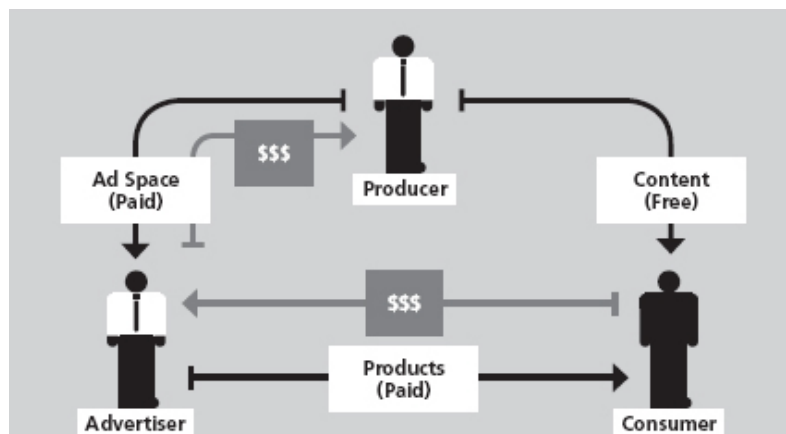 $$$
Ad Space
(Paid)
Producer
Content
(Free)
$$$
Products
(Paid)
Advertiser
Consumer